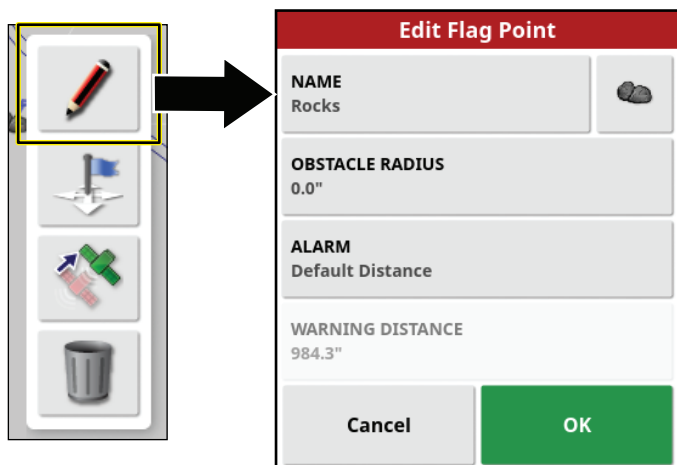 Edit Flag Point
NAME
Rocks
OBSTACLE RADIUS
0.0"
ALARM
Default Distance
WARNING DISTANCE
984.3"
Cancel
OK